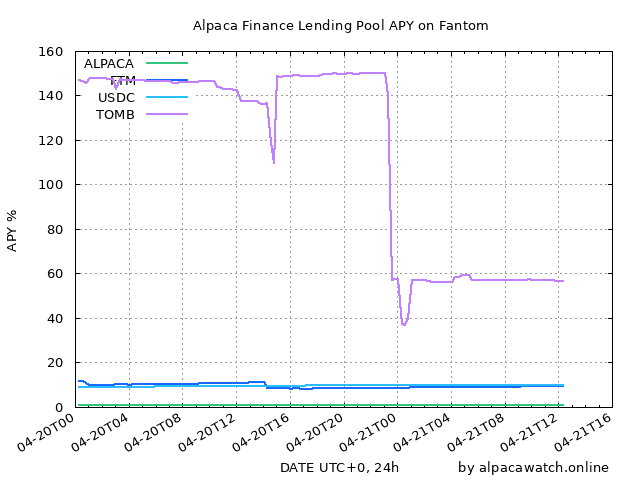 Alpaca Finance Lending Pool APY on Fantom
160
140
120
100
80
60
40
20
0
APY %
ALPACA
FTM
USDC
TOMB
04-20T00
04-20T04
04-20T08
04-20T12
04-20T16
04-20T20
04-21T00
04-21T04
04-21T08
04-21T12
04-21T16
DATE UTC+0, 24h
by alpacawatch.online